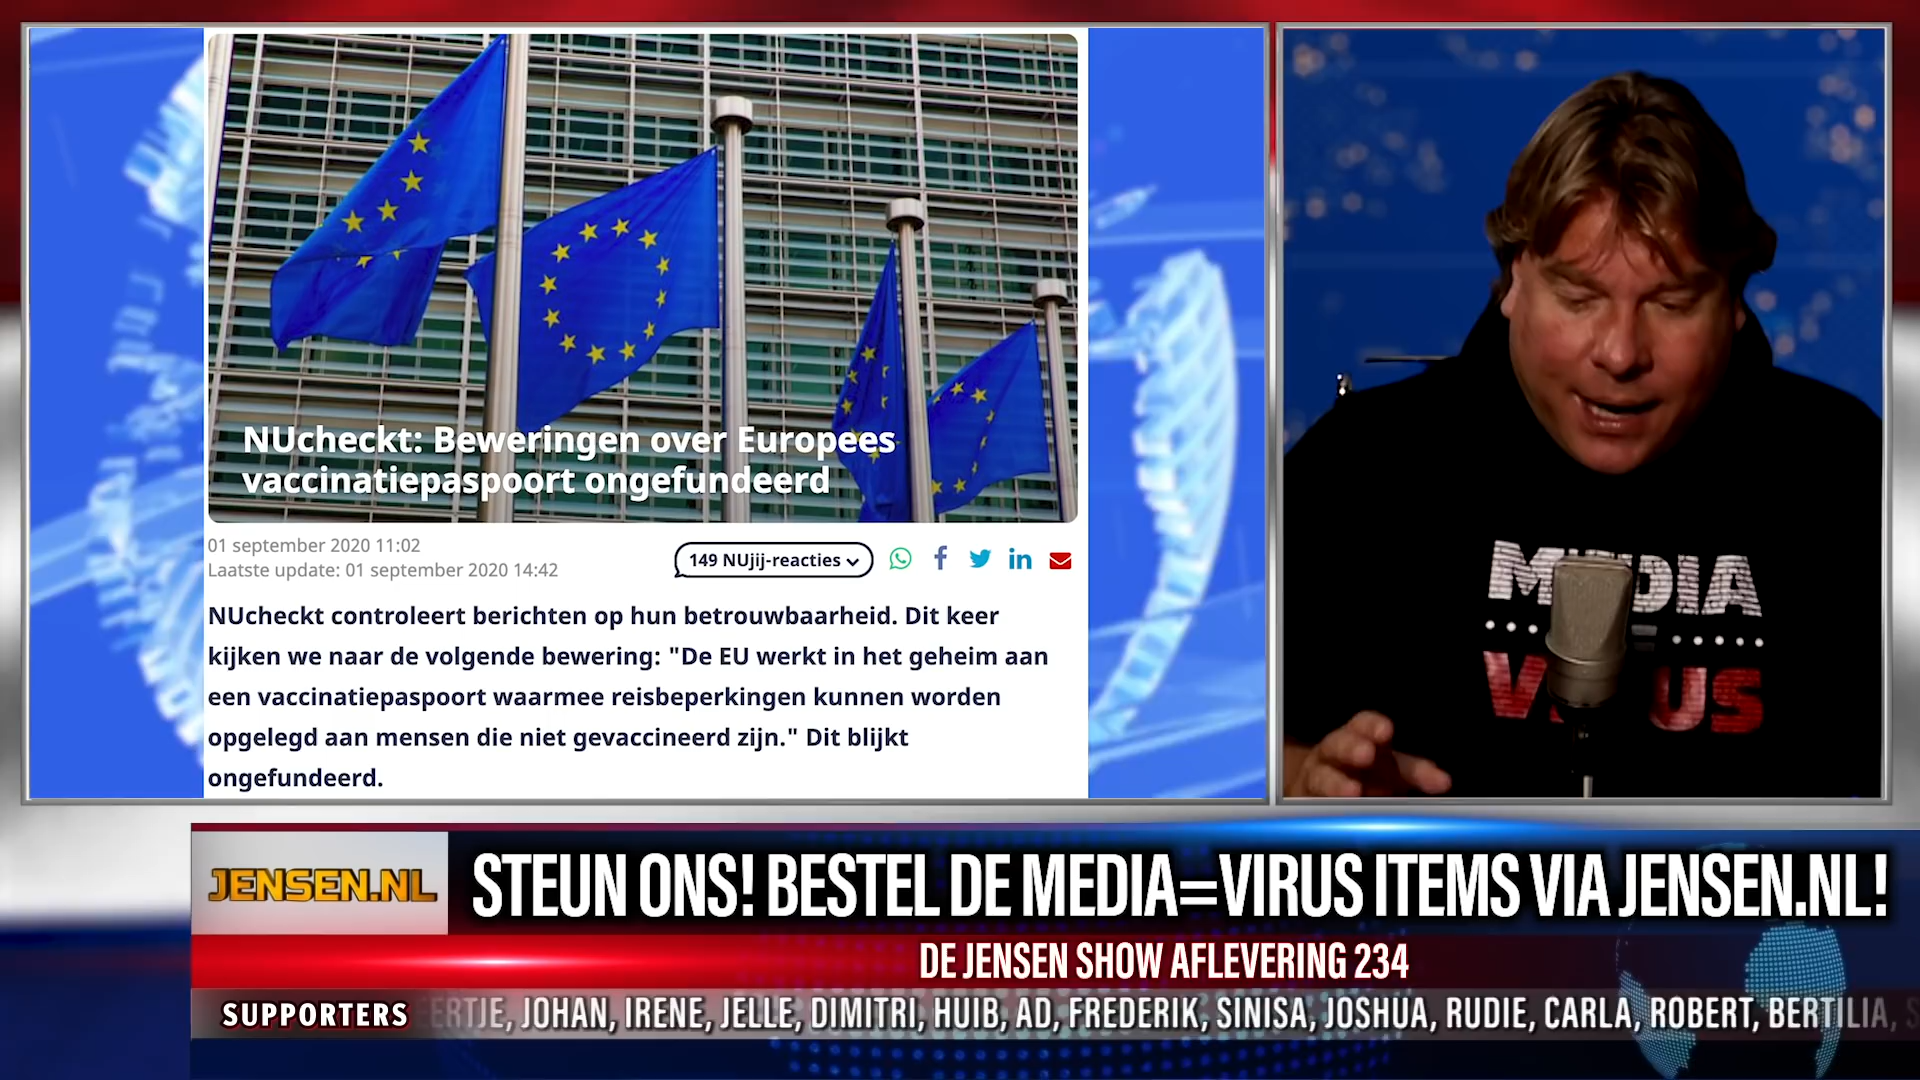 NUcheckt: Beweringen over Europees
vaccinatiepaspoort ongefundeerd
01 september 2020 11:02
Laatste update: 01 september 2020 14:42
149 NUjij-reacties
NUcheckt controleert berichten op hun betrouwbaarheid. Dit keer
kijken we naar de volgende bewering: "De EU werkt in het geheim aan
een vaccinatiepaspoort waarmee reisbeperkingen kunnen worden
opgelegd aan mensen die niet gevaccineerd zijn." Dit blijkt
ongefundeerd.
MEDIA
VIRUS
JENSEN.NL
STEUN ONS! BESTEL DE MEDIA=VIRUS ITEMS VIA JENSEN.NL!
DE JENSEN SHOW AFLEVERING 234
SUPPORTERS
JOHAN, IRENE, JELLE, DIMITRI, HUIB, AD, FREDERIK, SINISA, JOSHUA, RUDIE, CARLA, ROBERT, BERTILIA,